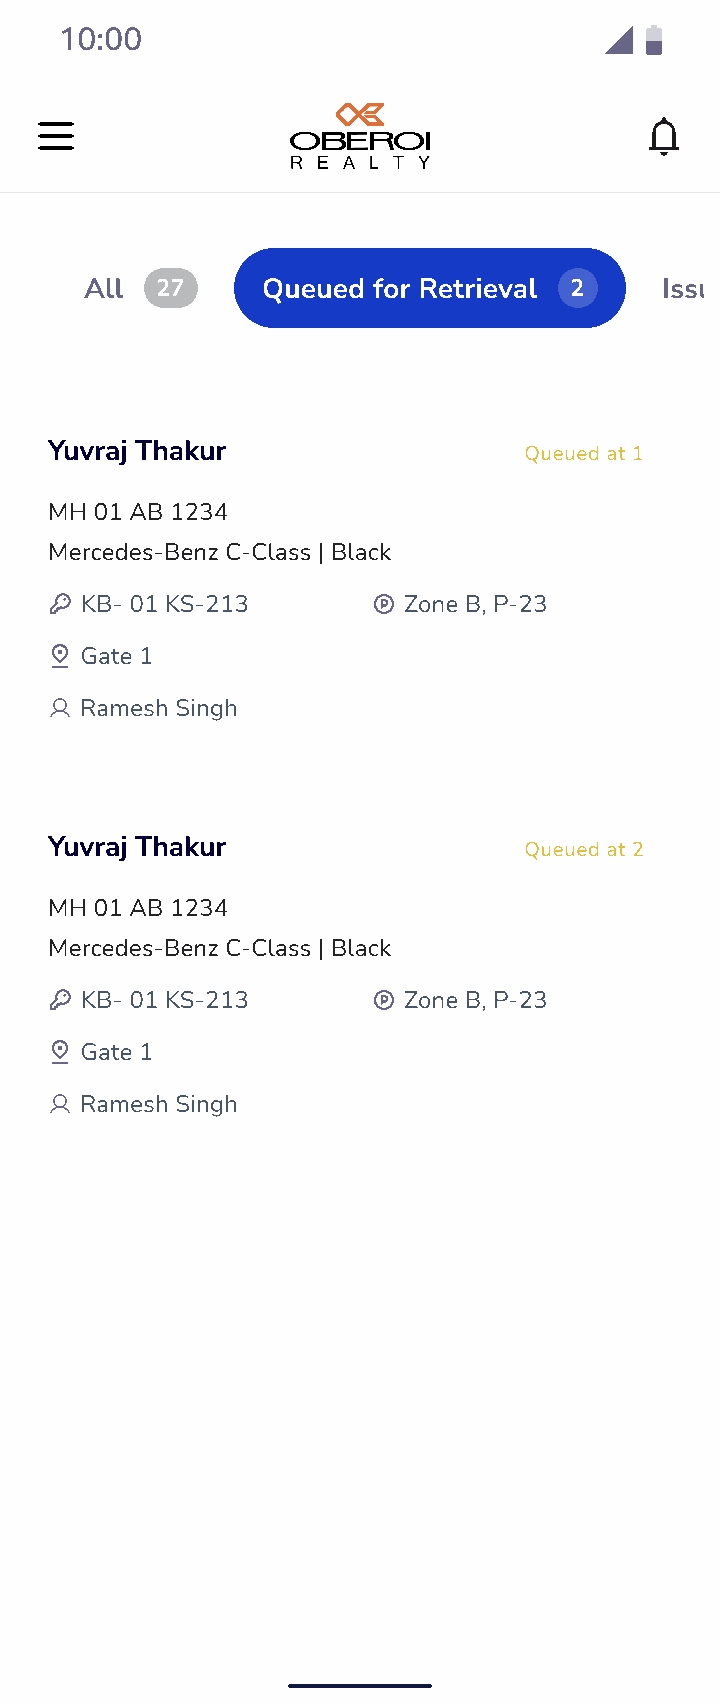 10:00
OBEROI
REALTY
All 27 Queued for Retrieval 2 Issu
Yuvraj Thakur Queued at 1
MH 01 AB 1234
Mercedes-Benz C-Class | Black
KB- 01 KS-213 Zone B, P-23
Gate 1
Ramesh Singh
Yuvraj Thakur Queued at 2
MH 01 AB 1234
Mercedes-Benz C-Class | Black
KB- 01 KS-213 Zone B, P-23
Gate 1
Ramesh Singh